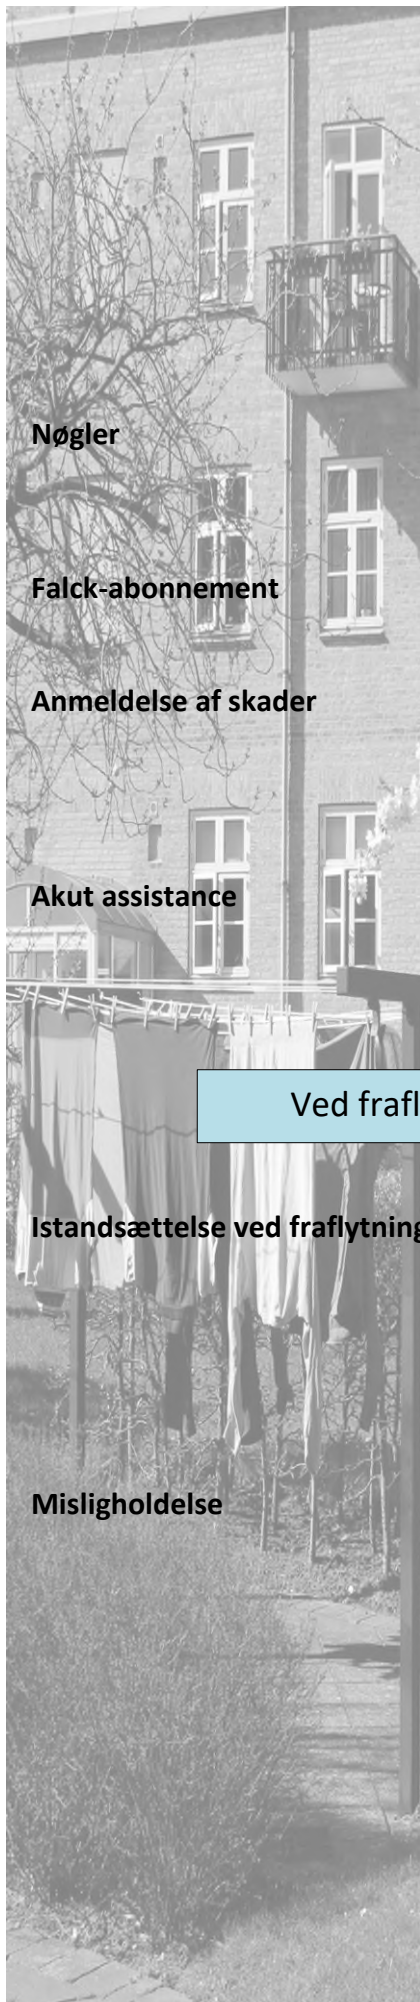 Nøgler
Falck-abonnement
Anmeldelse af skader
Akut assistance
Ved frafl
Istandsættelse ved fraflytning
Misligholdelse